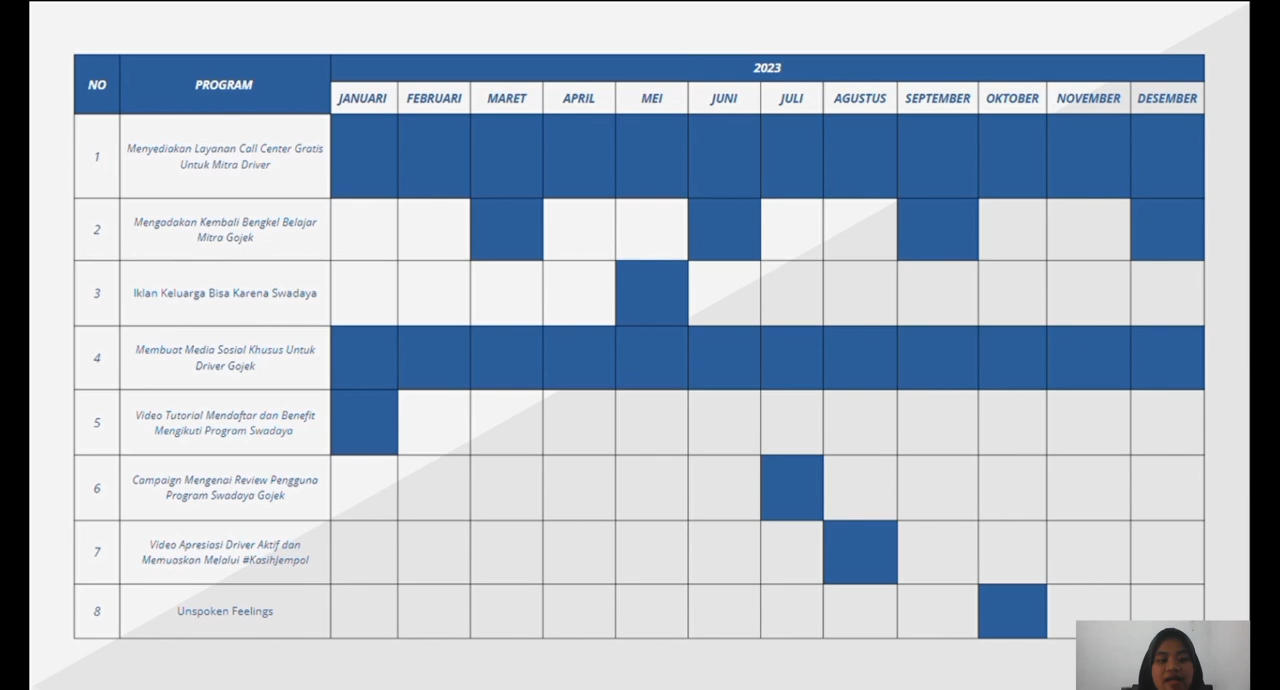 NO
PROGRAM
2023
JANUARI FEBRUARI MARET APRIL MEI JUNI JULI AGUSTUS SEPTEMBER OKTOBER NOVEMBER DESEMBER
1
Menyediakan Layanan Call Center Gratis
Untuk Mitra Driver
2
Mengadakan Kembali Bengkel Belajar
Mitra Gojek
3
Iklan Keluarga Bisa Karena Swadaya
4
Membuat Media Sosial Khusus Untuk
Driver Gojek
5
Video Tutorial Mendaftar dan Benefit
Mengikuti Program Swadaya
6
Campaign Mengenai Review Pengguna
Program Swadaya Gojek
7
Video Apresiasi Driver Aktif dan
Memuaskan Melalui #KasihJempol
8
Unspoken Feelings